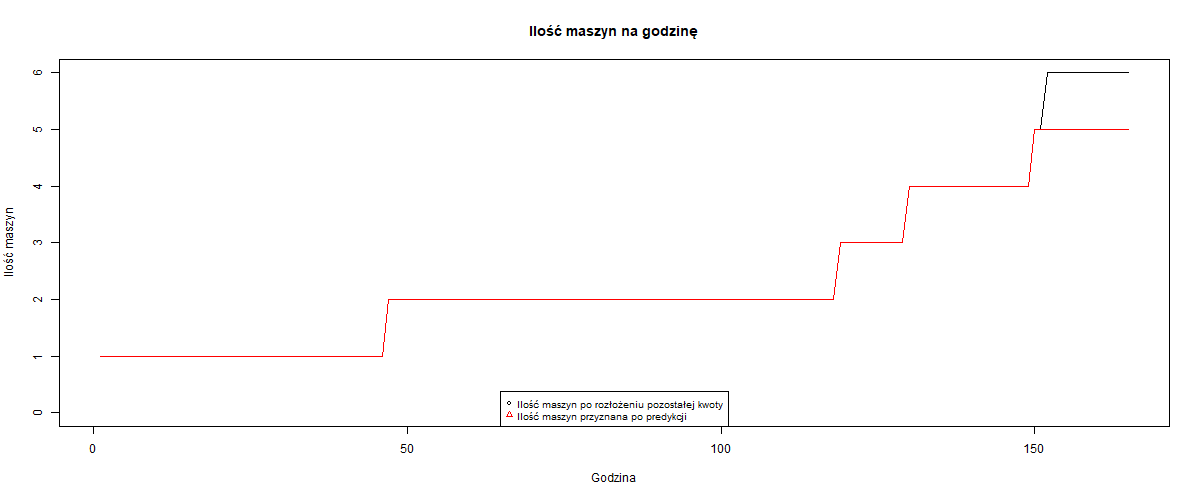 Ilość maszyn na godzinę
Ilość maszyn
6
5
4
3
2
1
0
Ilość maszyn po rozłożeniu pozostałej kwoty
Ilość maszyn przyznana po predykcji
0 50 100 150
Godzina